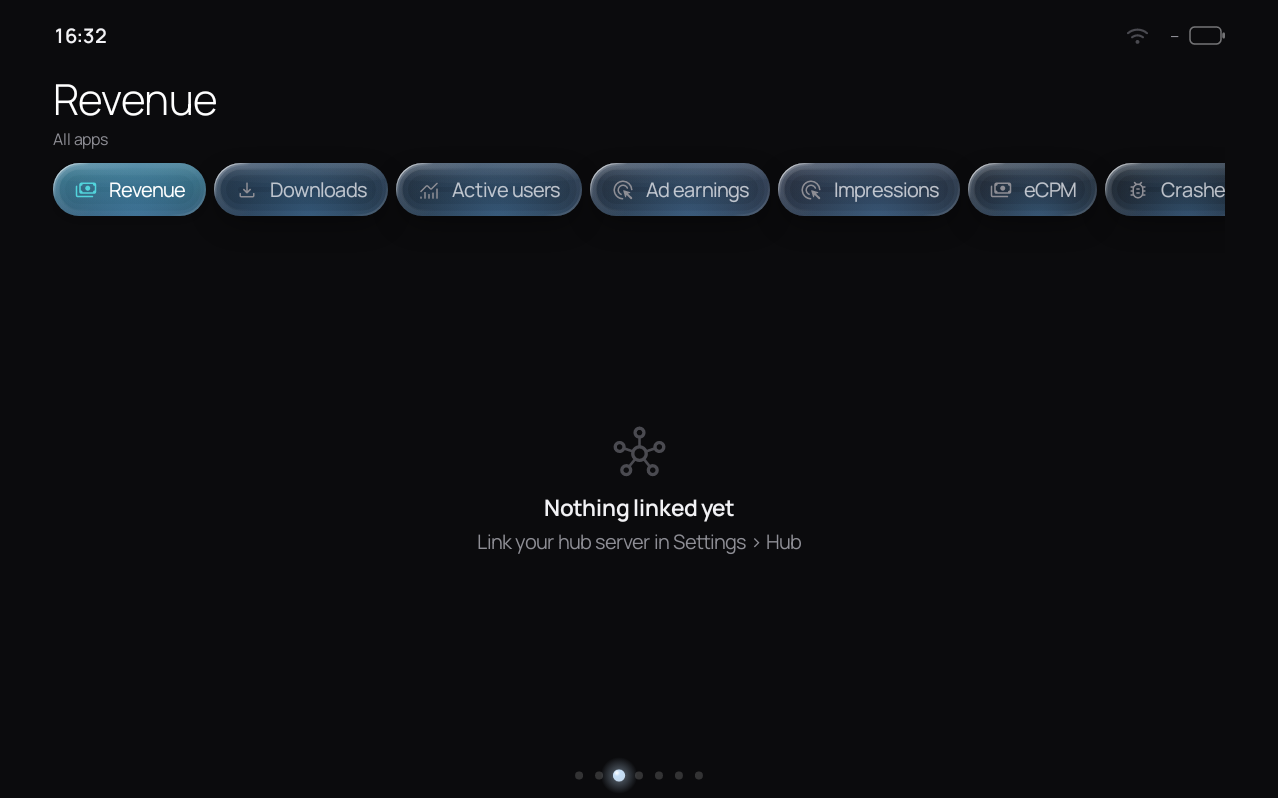 16:32
–
Revenue
All apps
Revenue
Downloads
Active users
Ad earnings
Impressions
eCPM
Crashe
Nothing linked yet
Link your hub server in Settings > Hub